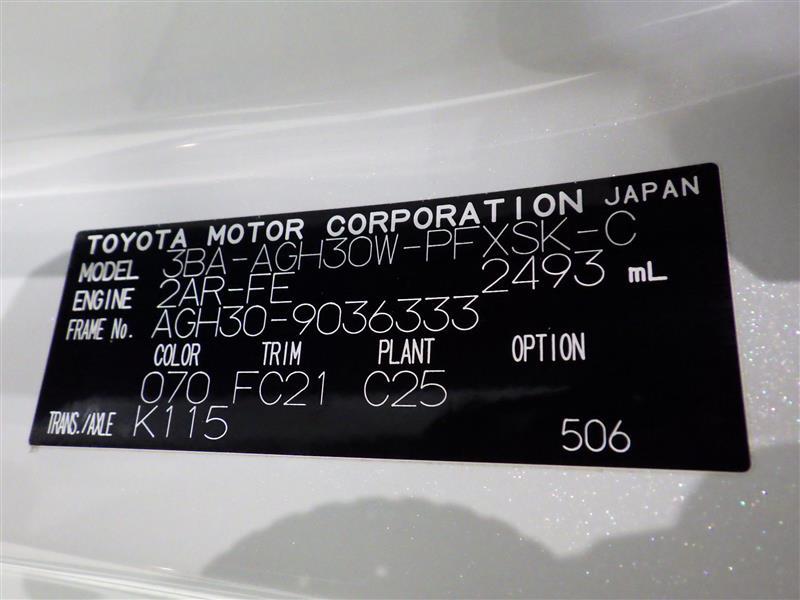 TOYOTA MOTOR CORPORATION JAPAN
MODEL 3BA-AGH30W-PFXSK-C
ENGINE 2AR-FE 2493 mL
FRAME No. AGH30-9036333
COLOR TRIM PLANT OPTION
070 FC21 C25
TRANS./AXLE K115 506